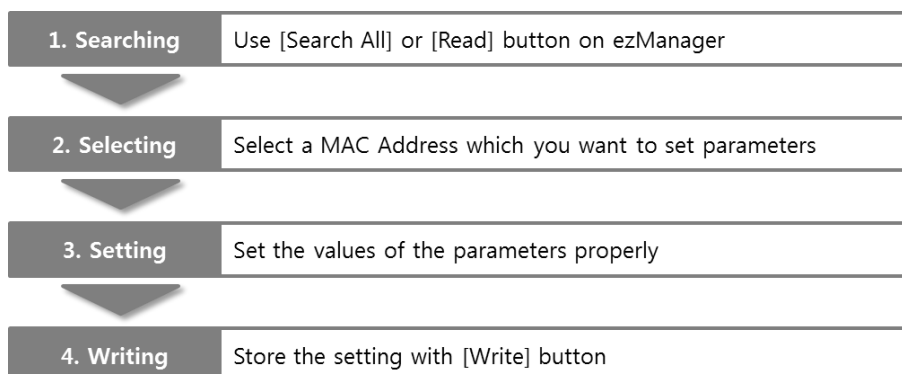 1. Searching Use [Search All] or [Read] button on ezManager
2. Selecting Select a MAC Address which you want to set parameters
3. Setting Set the values of the parameters properly
4. Writing Store the setting with [Write] button